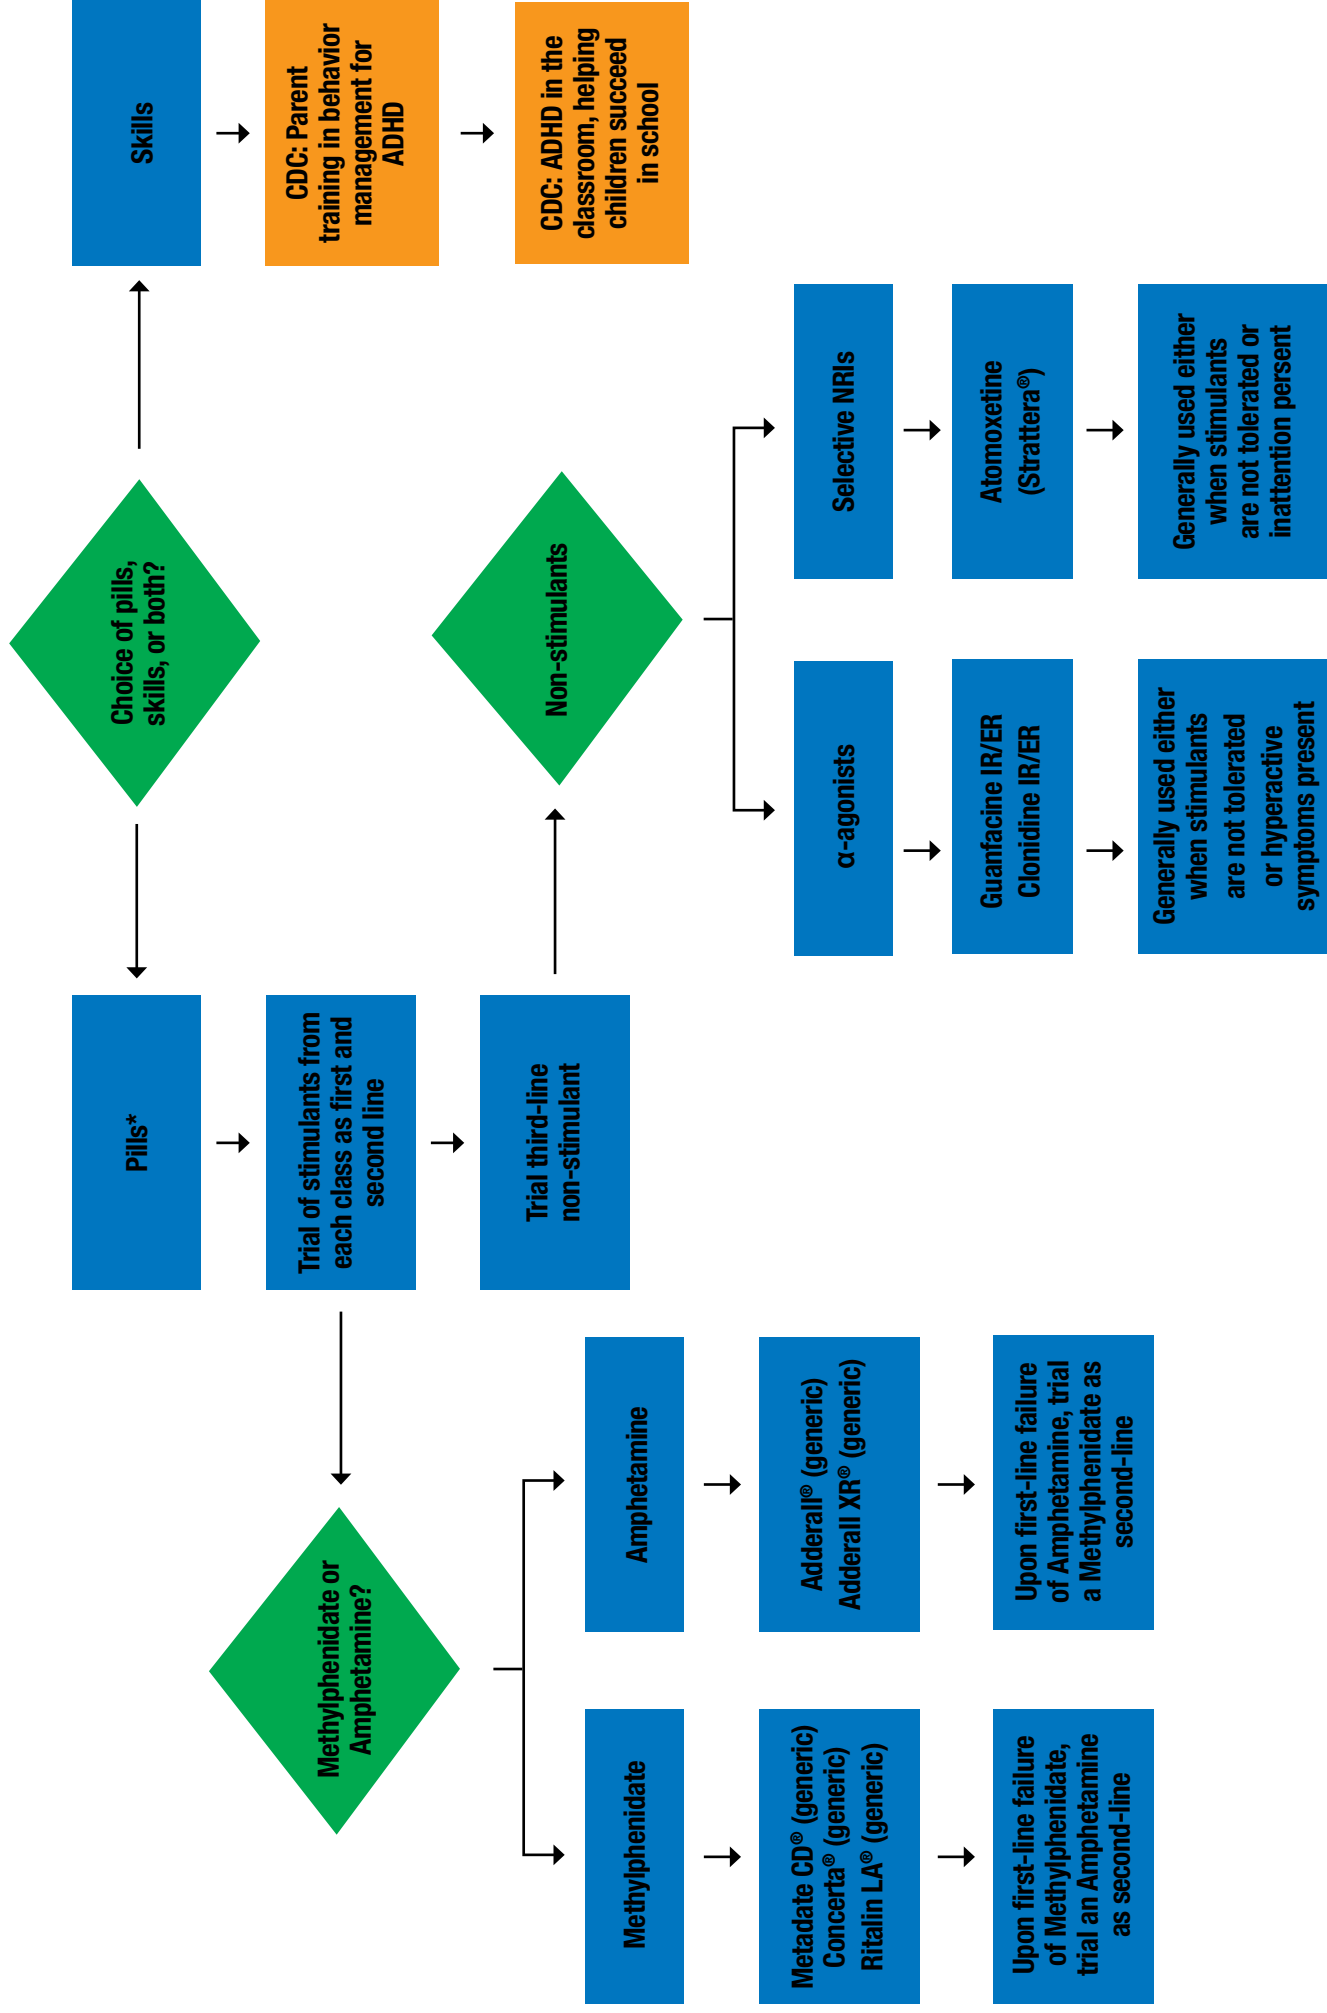 Choice of pills,
skills, or both?
Pills*
Skills
Trial of stimulants from
each class as first and
second line
CDC: Parent
training in behavior
management for
ADHD
Methylphenidate or
Amphetamine?
Trial third-line
non-stimulant
Non-stimulants
CDC: ADHD in the
classroom, helping
children succeed
in school
Methylphenidate
Amphetamine
α-agonists
Selective NRIs
Metadate CD® (generic)
Concerta® (generic)
Ritalin LA® (generic)
Adderall® (generic)
Adderall XR® (generic)
Guanfacine IR/ER
Clonidine IR/ER
Atomoxetine
(Strattera®)
Upon first-line failure
of Methylphenidate,
trial an Amphetamine
as second-line
Upon first-line failure
of Amphetamine, trial
a Methylphenidate as
second-line
Generally used either
when stimulants
are not tolerated
or hyperactive
symptoms present
Generally used either
when stimulants
are not tolerated or
inattention persent